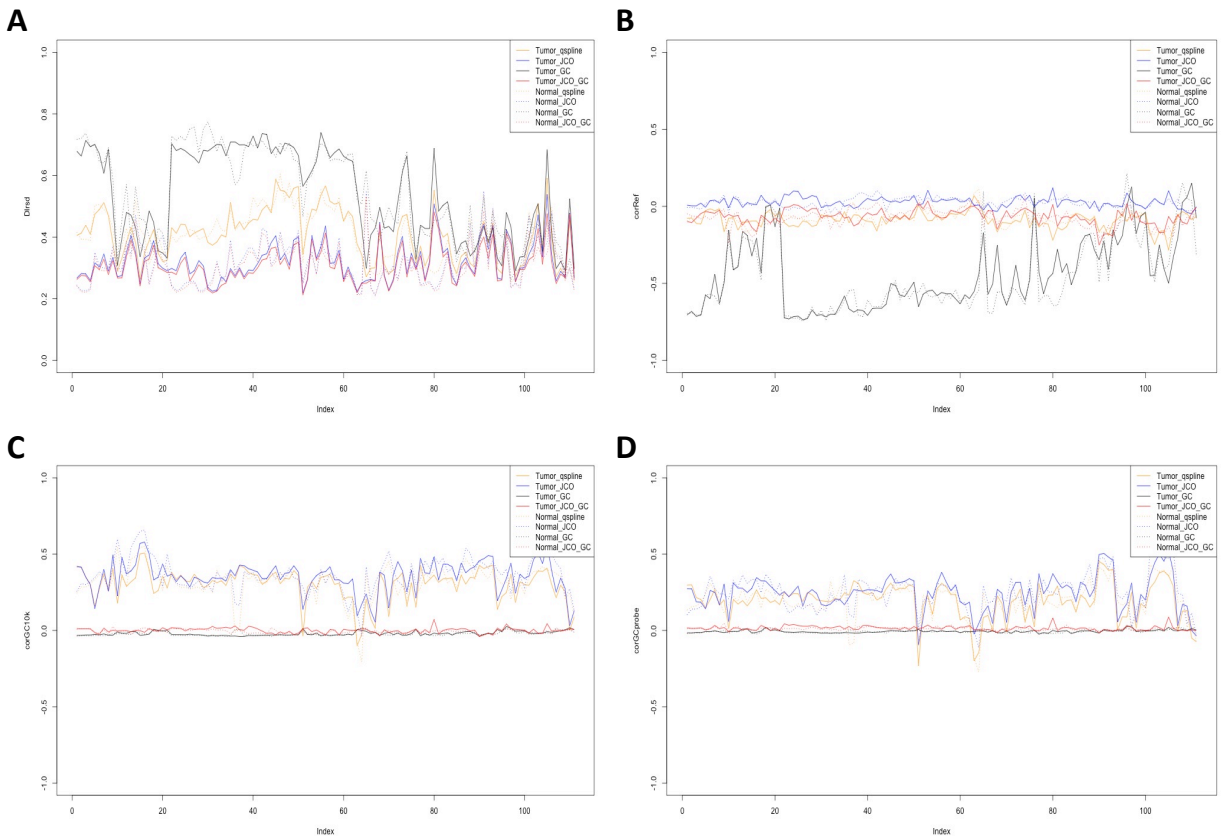 A
1.0
0.8
0.6
0.4
0.2
0.0
Dlrsd
0 20 40 60 80 100
Index
Tumor_qspline
Tumor_JCO
Tumor_GC
Tumor_JCO_GC
Normal_qspline
Normal_JCO
Normal_GC
Normal_JCO_GC
B
1.0
0.5
0.0
-0.5
-1.0
corRef
0 20 40 60 80 100
Index
Tumor_qspline
Tumor_JCO
Tumor_GC
Tumor_JCO_GC
Normal_qspline
Normal_JCO
Normal_GC
Normal_JCO_GC
C
1.0
0.5
0.0
-0.5
-1.0
corGC10k
0 20 40 60 80 100
Index
Tumor_qspline
Tumor_JCO
Tumor_GC
Tumor_JCO_GC
Normal_qspline
Normal_JCO
Normal_GC
Normal_JCO_GC
D
1.0
0.5
0.0
-0.5
-1.0
corGCprobe
0 20 40 60 80 100
Index
Tumor_qspline
Tumor_JCO
Tumor_GC
Tumor_JCO_GC
Normal_qspline
Normal_JCO
Normal_GC
Normal_JCO_GC